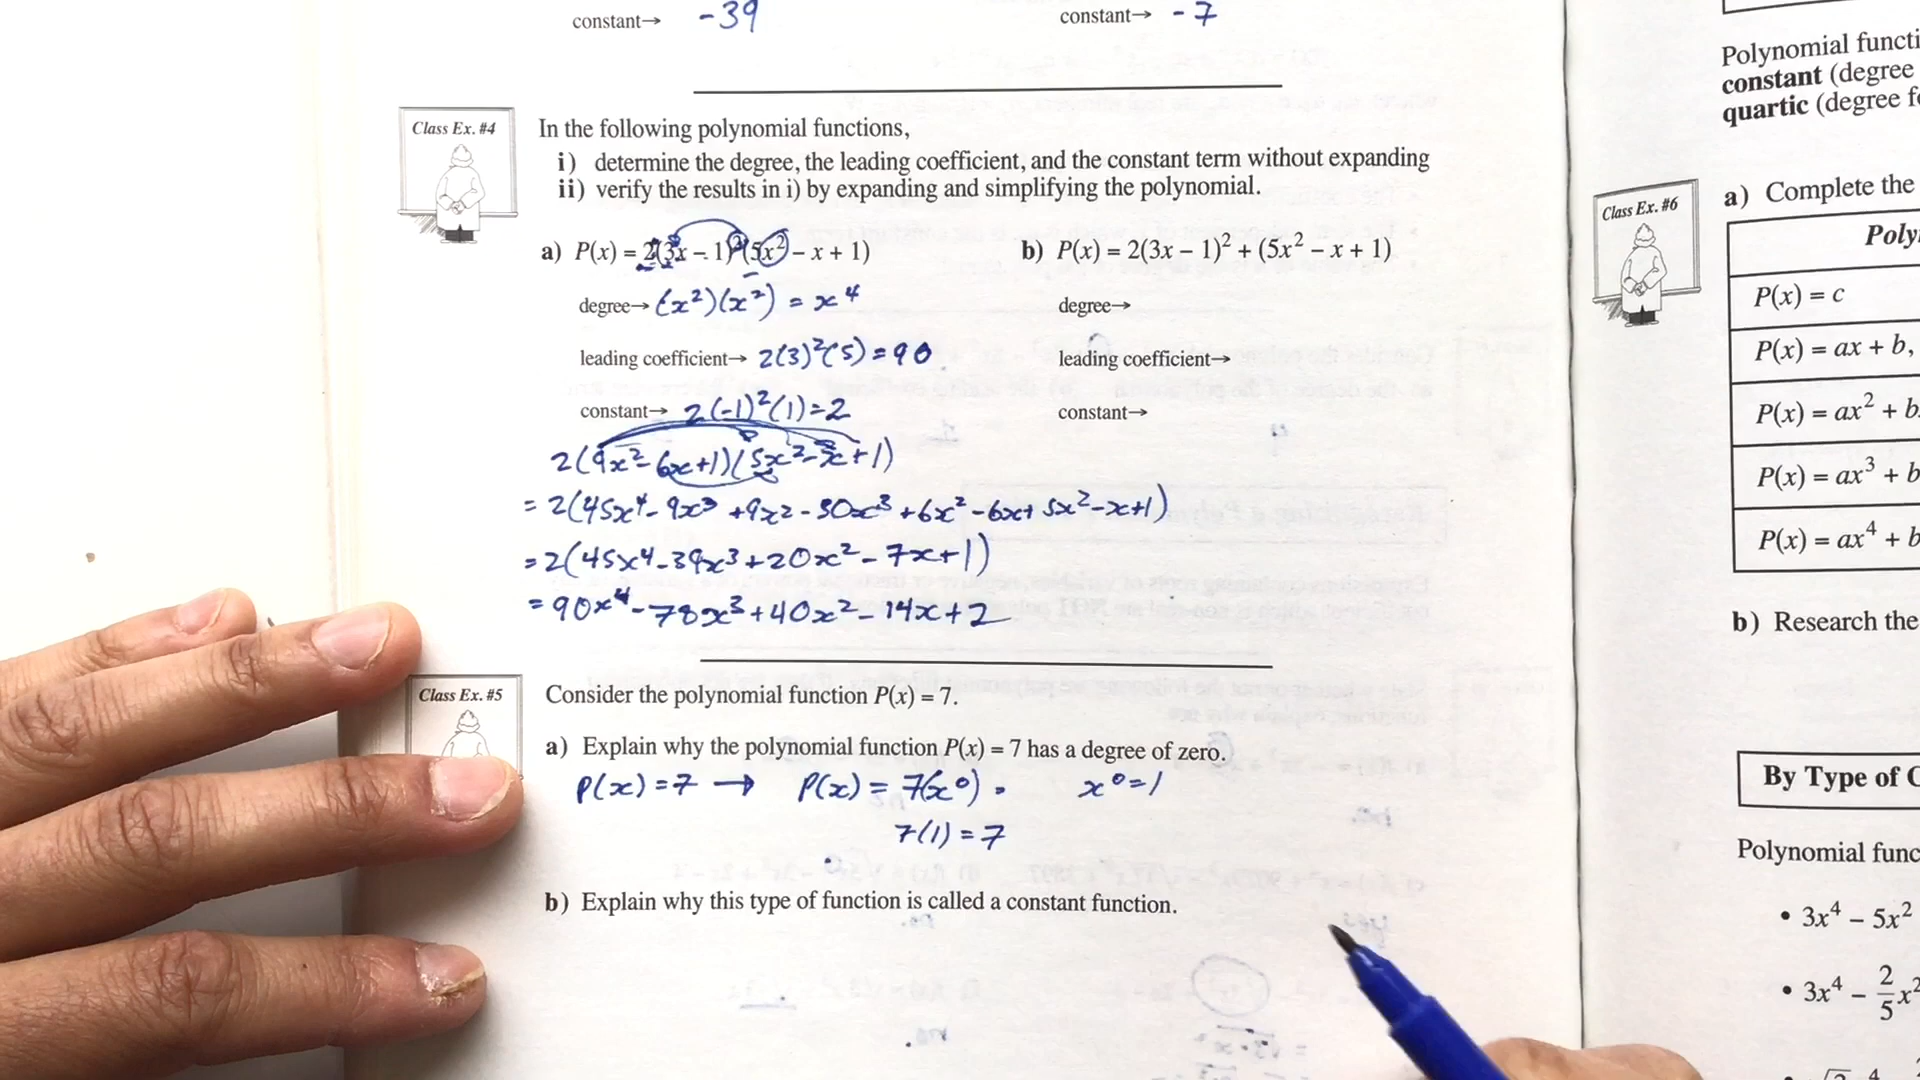 constant→ -39
constant→ -7
Class Ex. #4
In the following polynomial functions,
i) determine the degree, the leading coefficient, and the constant term without expanding
ii) verify the results in i) by expanding and simplifying the polynomial.
a) P(x) = 2(3x – 1)²(5x² – x + 1)
degree→ (x²)(x²) = x⁴
leading coefficient→ 2(3)²(5)=90
constant→ 2(-1)²(1)=2
2(9x²-6x+1)(5x²-x+1)
= 2(45x⁴-9x³+9x²-30x³+6x²-6x+5x²-x+1)
=2(45x⁴-39x³+20x²-7x+1)
=90x⁴-78x³+40x²-14x+2
b) P(x) = 2(3x – 1)² + (5x² – x + 1)
degree→
leading coefficient→
constant→
Class Ex. #5
Consider the polynomial function P(x) = 7.
a) Explain why the polynomial function P(x) = 7 has a degree of zero.
P(x)=7 → P(x)= 7(x⁰). x⁰=1
7(1)=7
b) Explain why this type of function is called a constant function.
Polynomial functi
constant (degree
quartic (degree f
Class Ex. #6
a) Complete the
Poly
P(x) = c
P(x) = ax + b,
P(x) = ax² + b
P(x) = ax³ + b
P(x) = ax⁴ + b
b) Research the
By Type of C
Polynomial func
• 3x⁴ – 5x²
• 3x⁴ – 2/5 x²